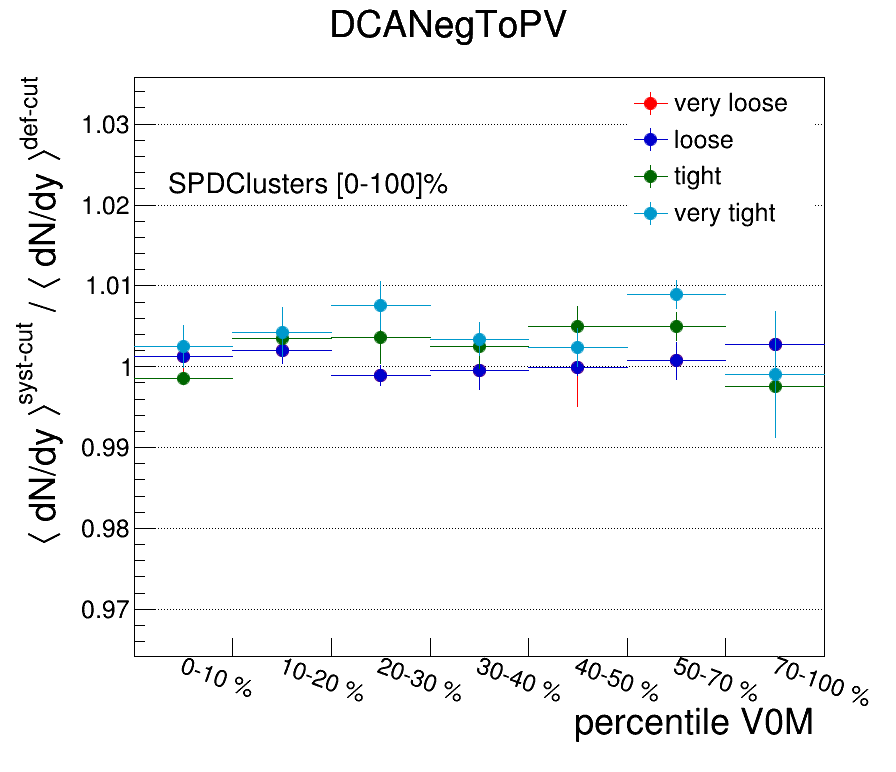 DCANegToPV
⟨ dN/dy ⟩^syst-cut / ⟨ dN/dy ⟩^def-cut
1.03
1.02
1.01
1
0.99
0.98
0.97
SPDClusters [0-100]%
very loose
loose
tight
very tight
0-10 %
10-20 %
20-30 %
30-40 %
40-50 %
50-70 %
70-100 %
percentile V0M